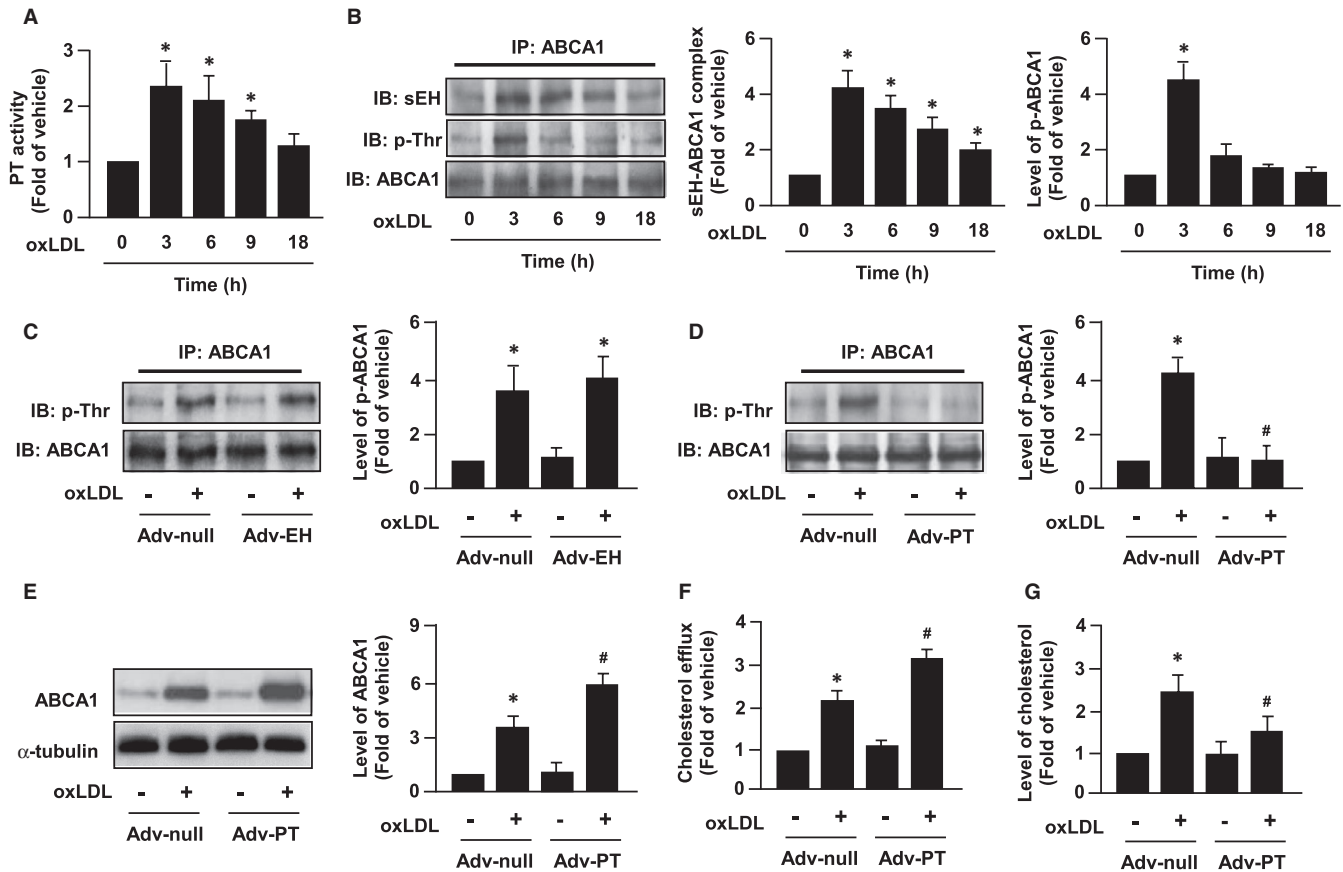 A
PT activity
(Fold of vehicle)
3
2
1
0
*
*
*
oxLDL
0 3 6 9 18
Time (h)
B
IP: ABCA1
IB: sEH
IB: p-Thr
IB: ABCA1
oxLDL
0 3 6 9 18
Time (h)
sEH-ABCA1 complex
(Fold of vehicle)
6
4
2
0
*
*
*
*
oxLDL
0 3 6 9 18
Time (h)
Level of p-ABCA1
(Fold of vehicle)
6
4
2
0
*
oxLDL
0 3 6 9 18
Time (h)
C
IP: ABCA1
IB: p-Thr
IB: ABCA1
oxLDL - + - +
Adv-null Adv-EH
Level of p-ABCA1
(Fold of vehicle)
6
4
2
0
*
*
oxLDL - + - +
Adv-null Adv-EH
D
IP: ABCA1
IB: p-Thr
IB: ABCA1
oxLDL - + - +
Adv-null Adv-PT
Level of p-ABCA1
(Fold of vehicle)
6
4
2
0
*
#
oxLDL - + - +
Adv-null Adv-PT
E
ABCA1
α-tubulin
oxLDL - + - +
Adv-null Adv-PT
Level of ABCA1
(Fold of vehicle)
9
6
3
0
*
#
oxLDL - + - +
Adv-null Adv-PT
F
Cholesterol efflux
(Fold of vehicle)
4
3
2
1
0
*
#
oxLDL - + - +
Adv-null Adv-PT
G
Level of cholesterol
(Fold of vehicle)
4
3
2
1
0
*
#
oxLDL - + - +
Adv-null Adv-PT